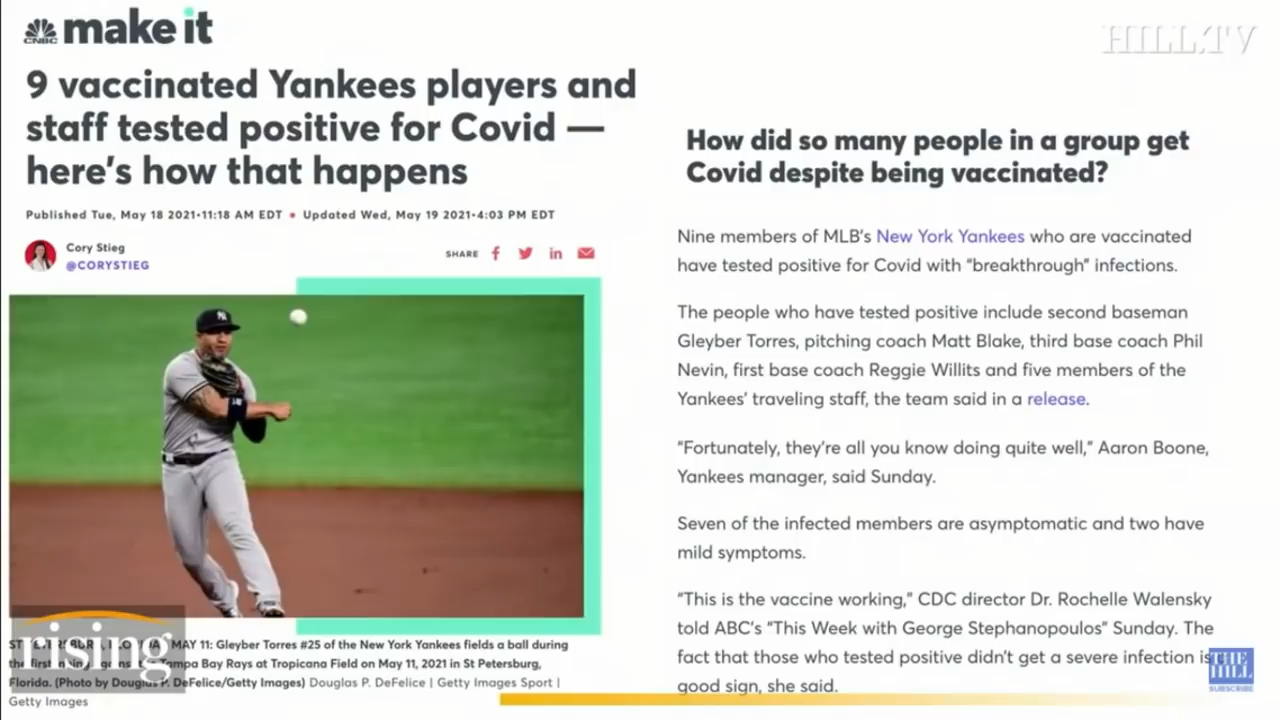 CNBC make it
HILL.TV
9 vaccinated Yankees players and
staff tested positive for Covid —
here's how that happens
Published Tue, May 18 2021•11:18 AM EDT • Updated Wed, May 19 2021•4:03 PM EDT
Cory Stieg
@CORYSTIEG
SHARE
NY
rising
MAY 11: Gleyber Torres #25 of the New York Yankees fields a ball during
the first Tampa Bay Rays at Tropicana Field on May 11, 2021 in St Petersburg,
Florida. (Photo by Douglas P. DeFelice/Getty Images) Douglas P. DeFelice | Getty Images Sport |
Getty Images
How did so many people in a group get
Covid despite being vaccinated?
Nine members of MLB's New York Yankees who are vaccinated
have tested positive for Covid with "breakthrough" infections.
The people who have tested positive include second baseman
Gleyber Torres, pitching coach Matt Blake, third base coach Phil
Nevin, first base coach Reggie Willits and five members of the
Yankees' traveling staff, the team said in a release.
"Fortunately, they're all you know doing quite well," Aaron Boone,
Yankees manager, said Sunday.
Seven of the infected members are asymptomatic and two have
mild symptoms.
"This is the vaccine working," CDC director Dr. Rochelle Walensky
told ABC's "This Week with George Stephanopoulos" Sunday. The
fact that those who tested positive didn't get a severe infection is
good sign, she said.
THE
HILL
SUBSCRIBE